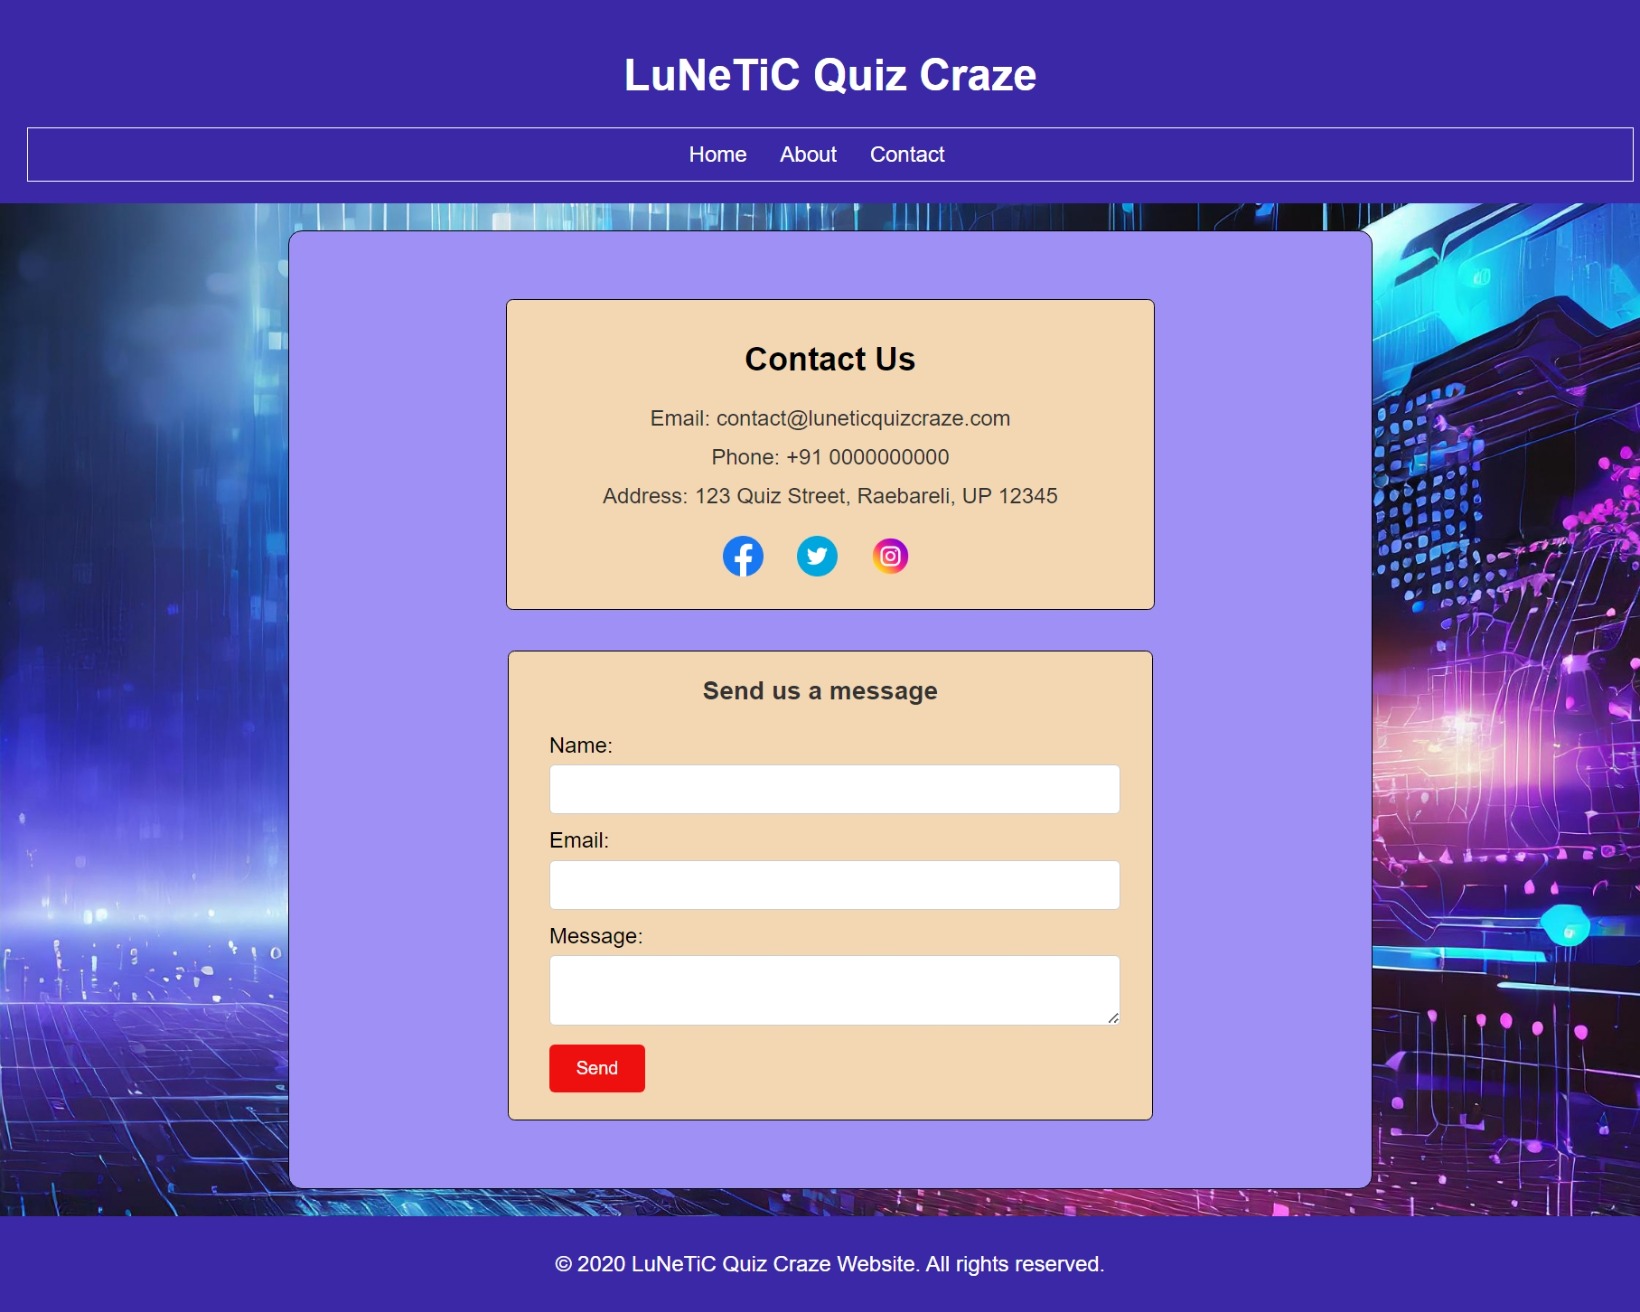 LuNeTiC Quiz Craze
Home About Contact
Contact Us
Email: contact@luneticquizcraze.com
Phone: +91 0000000000
Address: 123 Quiz Street, Raebareli, UP 12345
Send us a message
Name:
Email:
Message:
Send
© 2020 LuNeTiC Quiz Craze Website. All rights reserved.